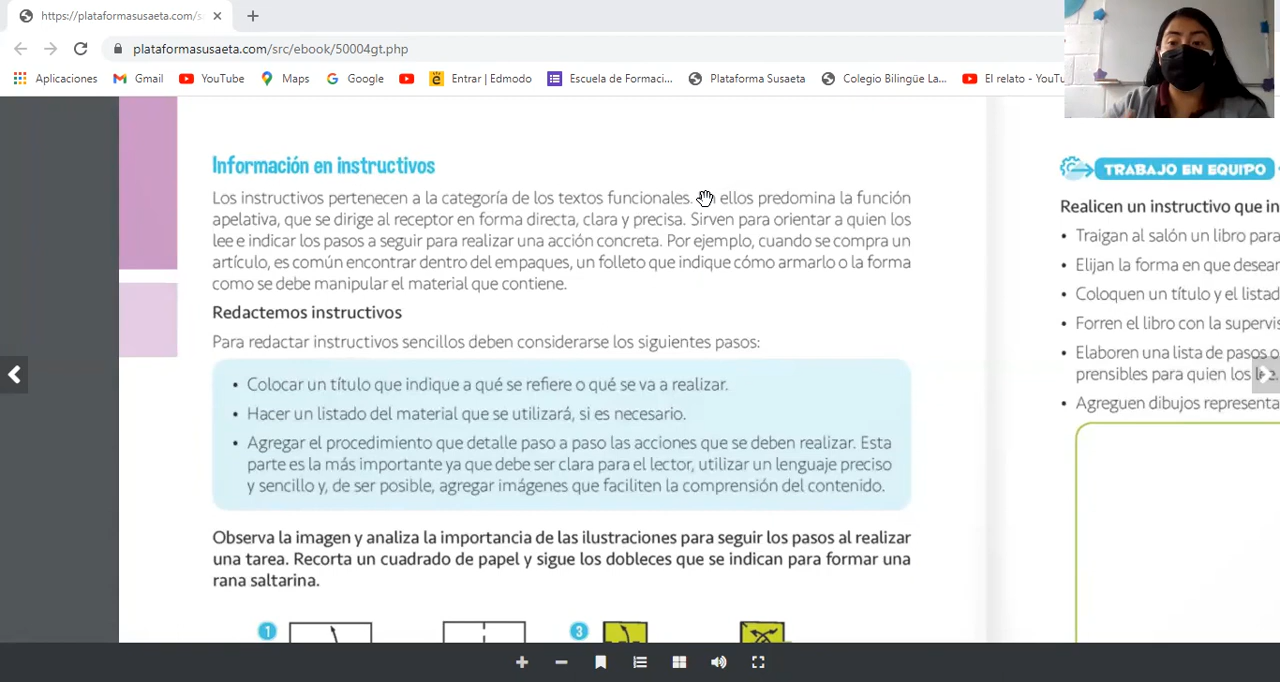 https://plataformasusaeta.com/s
plataformasusaeta.com/src/ebook/50004gt.php
Aplicaciones Gmail YouTube Maps Google Entrar | Edmodo Escuela de Formaci... Plataforma Susaeta Colegio Bilingüe La... El relato - YouTu
Información en instructivos
Los instructivos pertenecen a la categoría de los textos funcionales. ellos predomina la función
apelativa, que se dirige al receptor en forma directa, clara y precisa. Sirven para orientar a quien los
lee e indicar los pasos a seguir para realizar una acción concreta. Por ejemplo, cuando se compra un
artículo, es común encontrar dentro del empaques, un folleto que indique cómo armarlo o la forma
como se debe manipular el material que contiene.
Redactemos instructivos
Para redactar instructivos sencillos deben considerarse los siguientes pasos:
• Colocar un título que indique a qué se refiere o qué se va a realizar.
• Hacer un listado del material que se utilizará, si es necesario.
• Agregar el procedimiento que detalle paso a paso las acciones que se deben realizar. Esta
parte es la más importante ya que debe ser clara para el lector, utilizar un lenguaje preciso
y sencillo y, de ser posible, agregar imágenes que faciliten la comprensión del contenido.
Observa la imagen y analiza la importancia de las ilustraciones para seguir los pasos al realizar
una tarea. Recorta un cuadrado de papel y sigue los dobleces que se indican para formar una
rana saltarina.
1 3
TRABAJO EN EQUIPO
Realicen un instructivo que in
• Traigan al salón un libro para
• Elijan la forma en que desear
• Coloquen un título y el listad
• Forren el libro con la supervis
• Elaboren una lista de pasos o
prensibles para quien los
• Agreguen dibujos representa